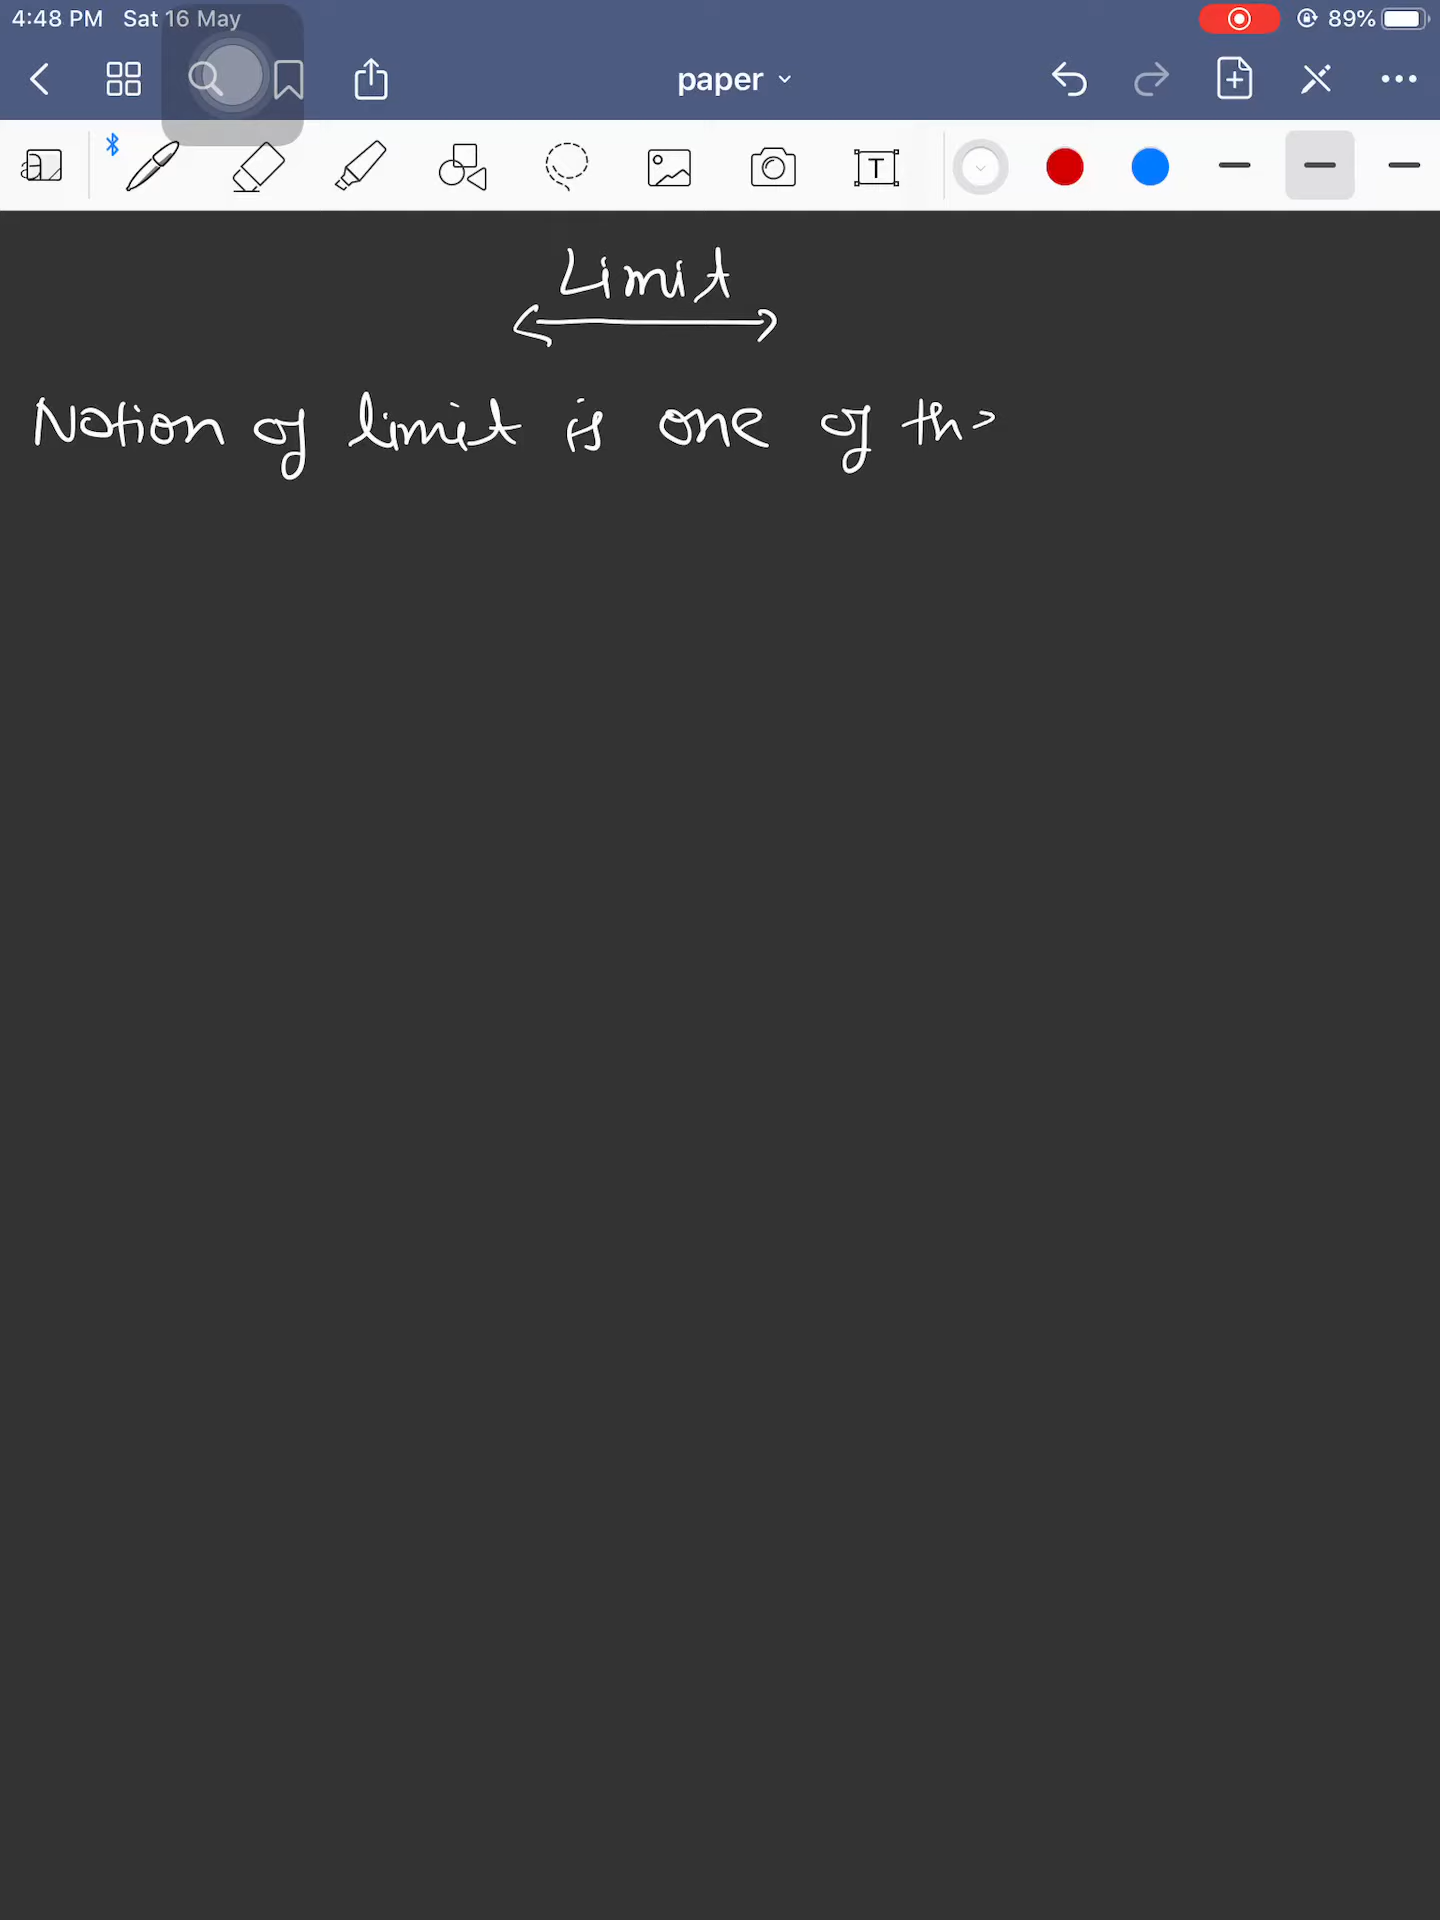 4:48 PM Sat 16 May 89%
paper
a T
Limit
Notion of limit is one of th